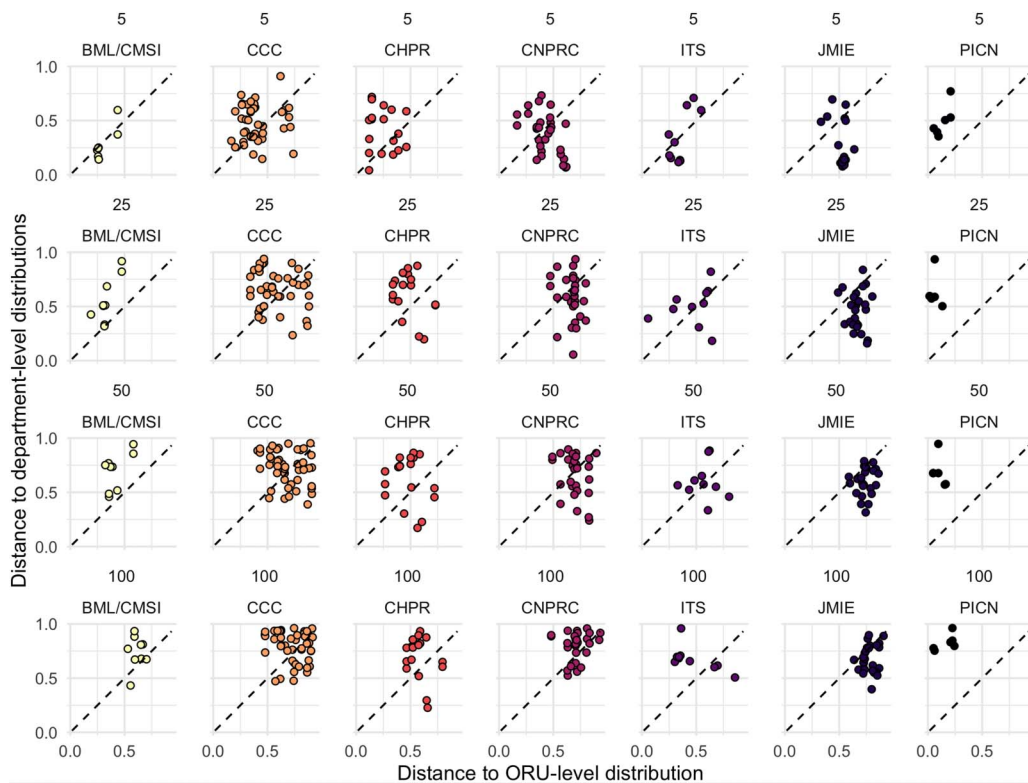 5 5 5 5 5 5 5
BML/CMSI CCC CHPR CNPRC ITS JMIE PICN
1.0
0.5
0.0
25 25 25 25 25 25 25
BML/CMSI CCC CHPR CNPRC ITS JMIE PICN
1.0
0.5
0.0
50 50 50 50 50 50 50
BML/CMSI CCC CHPR CNPRC ITS JMIE PICN
1.0
0.5
0.0
100 100 100 100 100 100 100
BML/CMSI CCC CHPR CNPRC ITS JMIE PICN
1.0
0.5
0.0
0.0 0.5 0.0 0.5 0.0 0.5 0.0 0.5 0.0 0.5 0.0 0.5 0.0 0.5
Distance to department-level distributions
Distance to ORU-level distribution